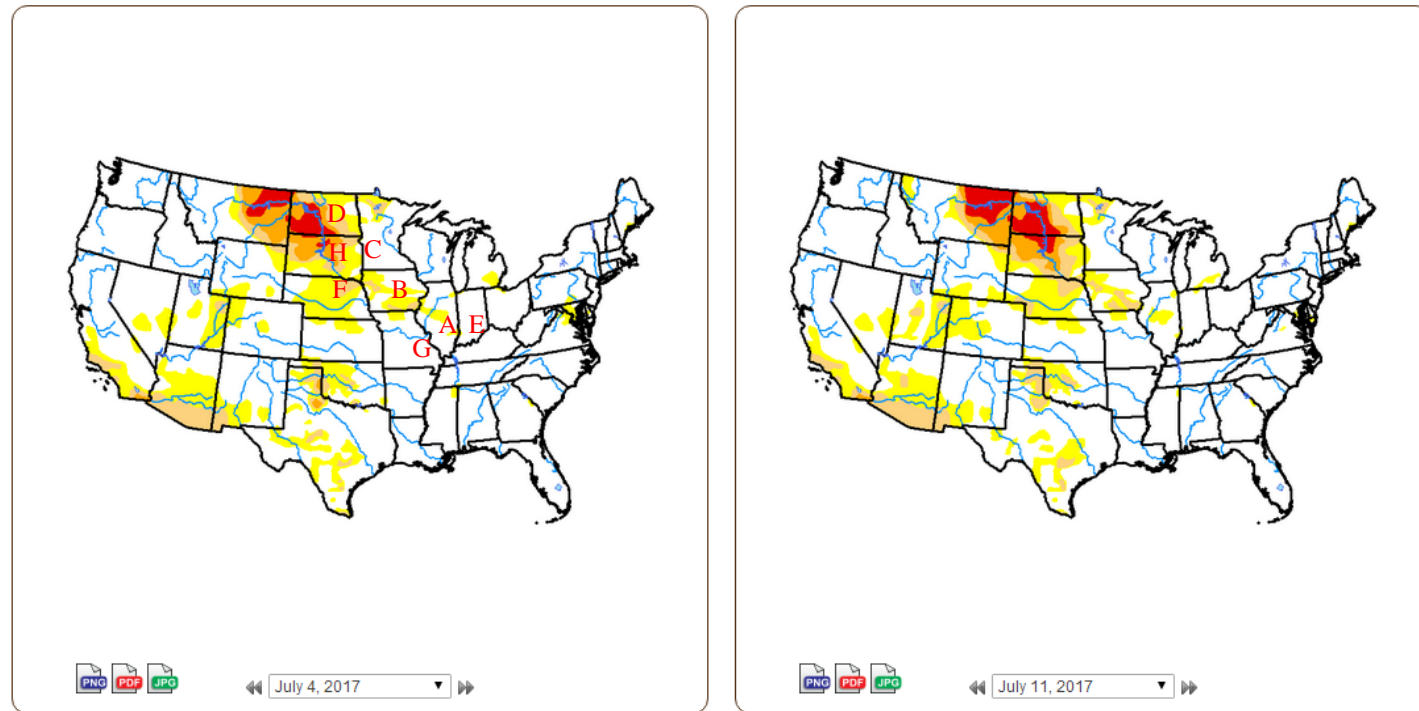 D
H
C
F
B
A
E
G
PNG PDF JPG
July 4, 2017
PNG PDF JPG
July 11, 2017